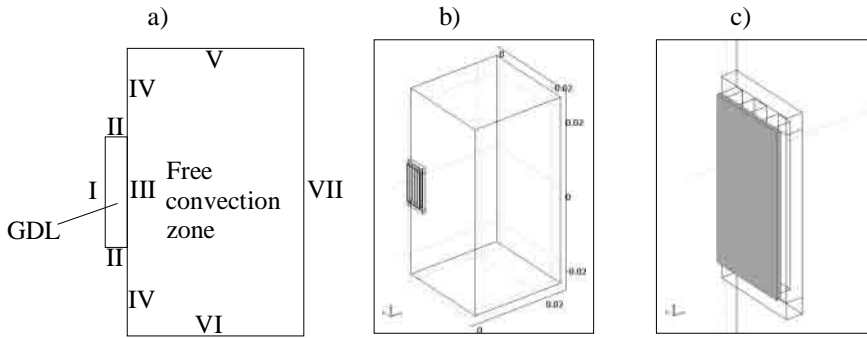 a)
b)
c)
V
IV
II
I
III
Free
convection
zone
VII
GDL
II
IV
VI
0
0.02
0.02
0
-0.02
0.02
0